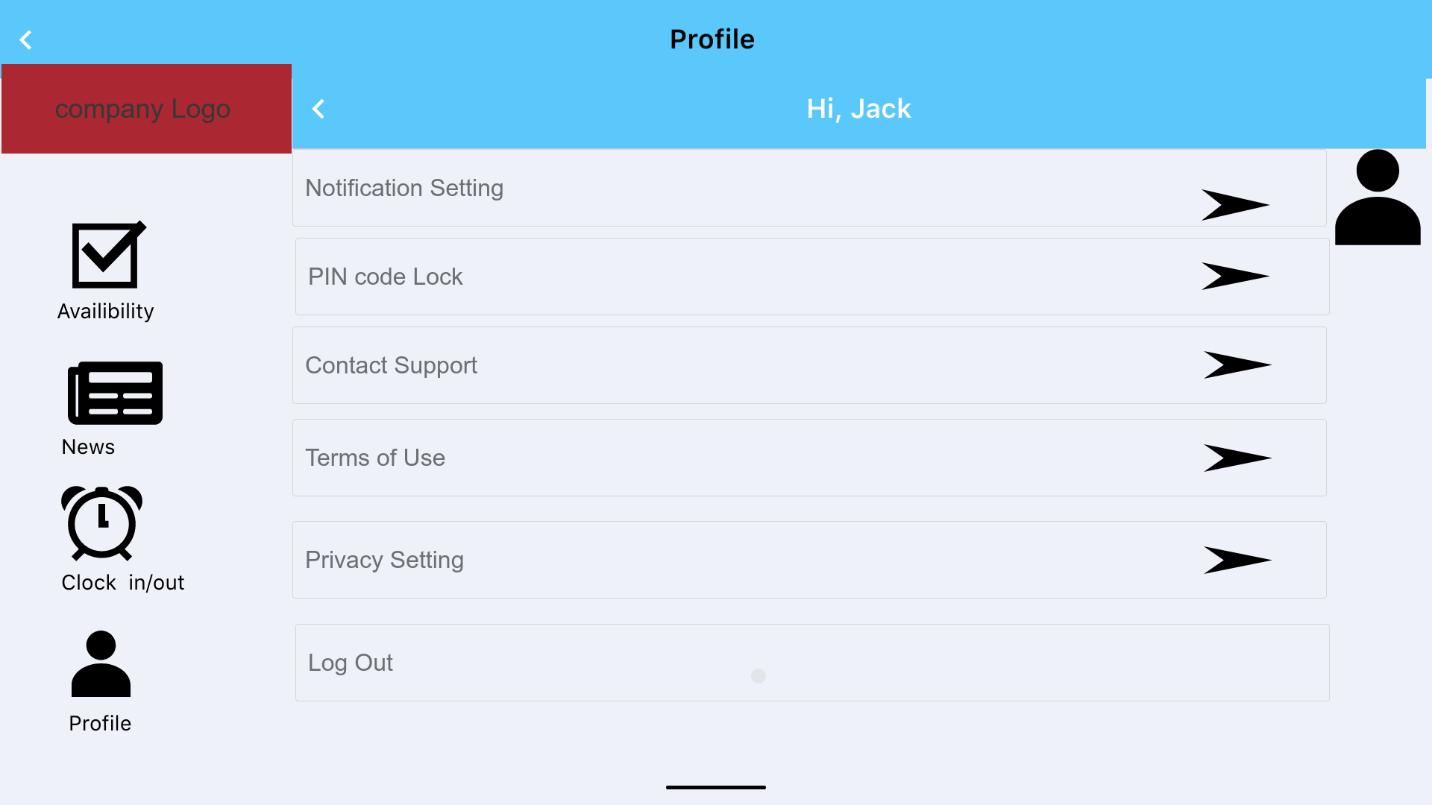 Profile
company Logo
Hi, Jack
Notification Setting
PIN code Lock
Contact Support
Terms of Use
Privacy Setting
Log Out
Availibility
News
Clock in/out
Profile